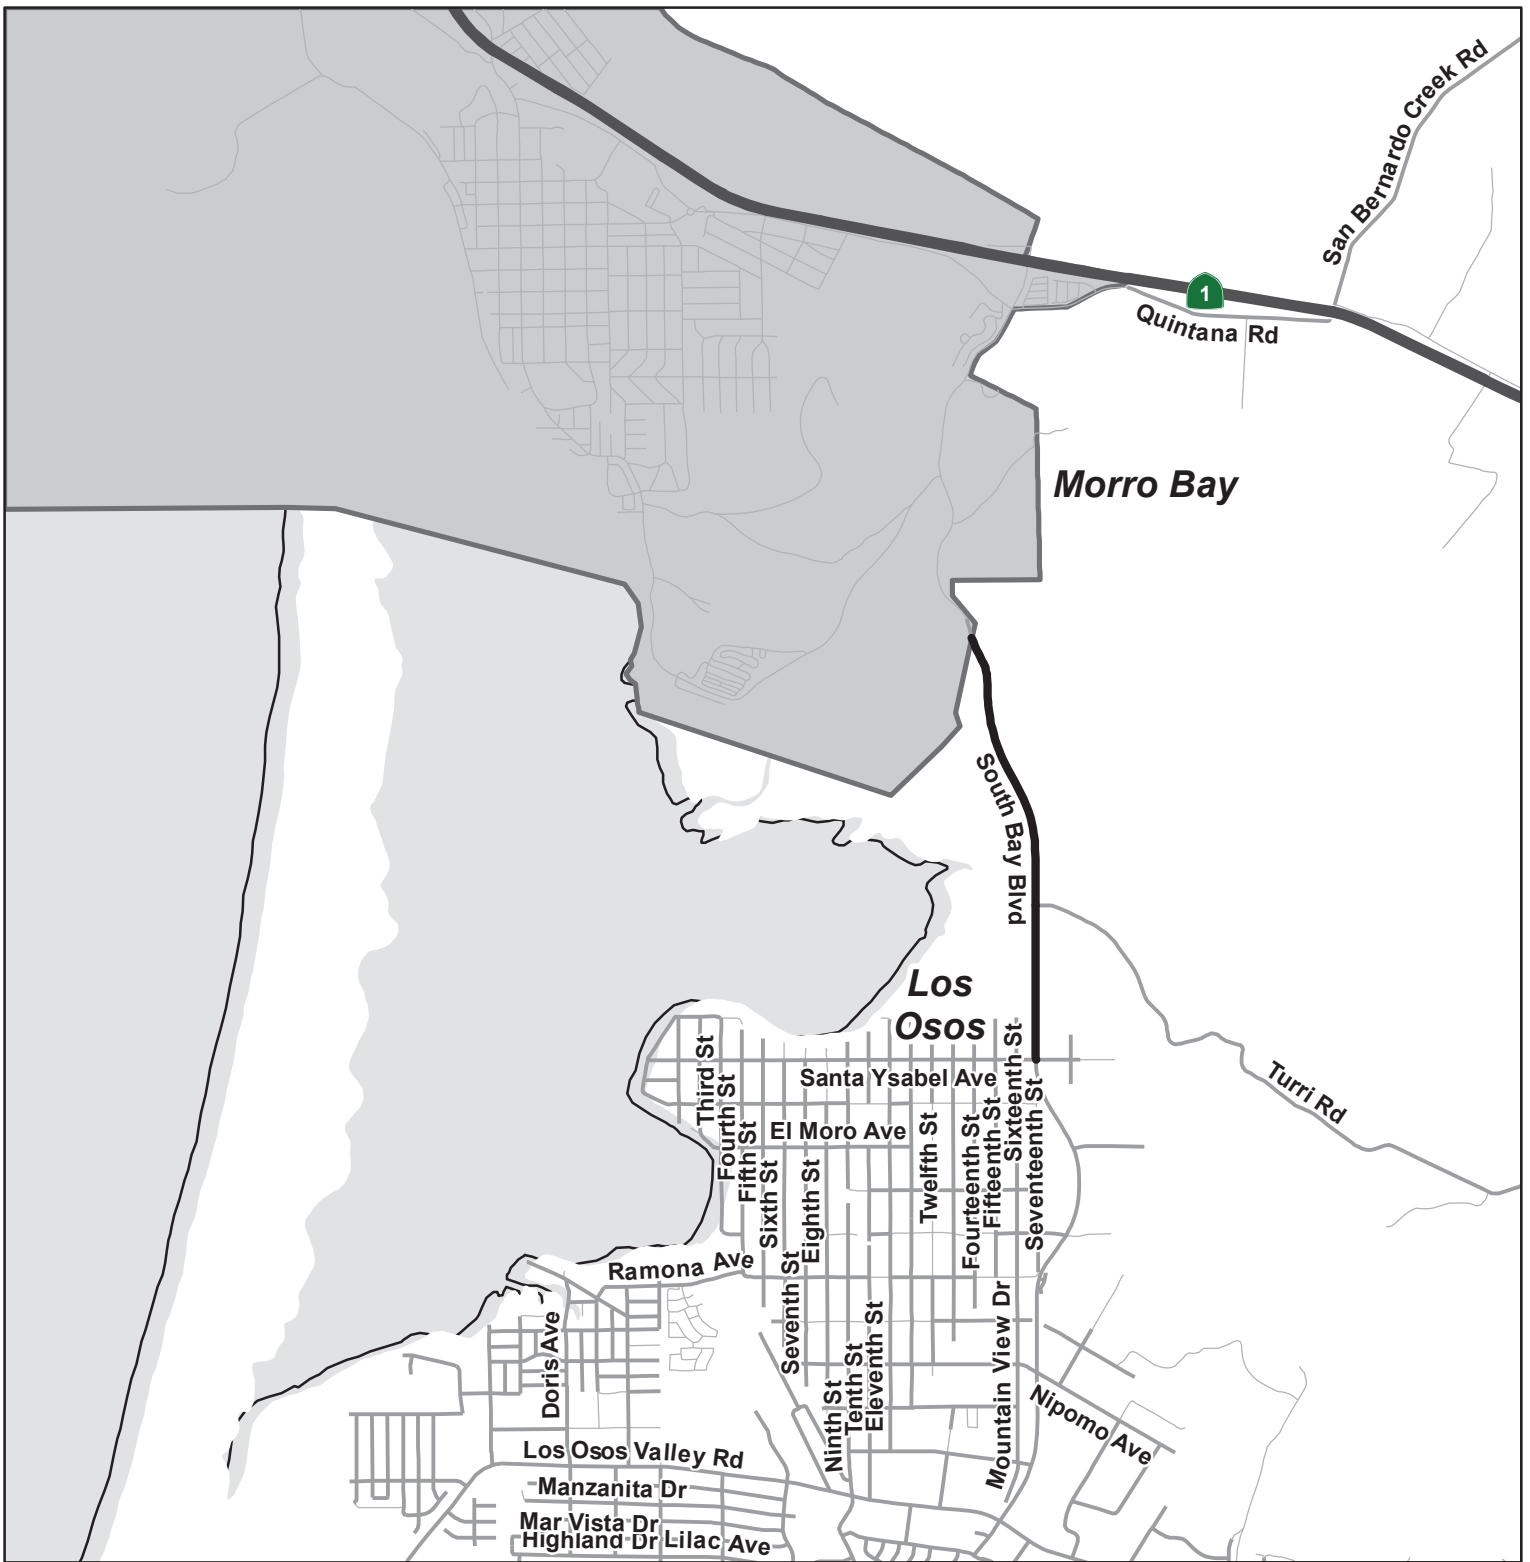 San Bernardo Creek Rd
1
Quintana Rd
Morro Bay
South Bay Blvd
Los
Osos
Turri Rd
Santa Ysabel Ave
El Moro Ave
Third St
Fourth St
Fifth St
Sixth St
Seventh St
Eighth St
Ninth St
Tenth St
Eleventh St
Twelfth St
Fourteenth St
Fifteenth St
Sixteenth St
Seventeenth St
Ramona Ave
Doris Ave
Mountain View Dr
Nipomo Ave
Los Osos Valley Rd
Manzanita Dr
Mar Vista Dr
Highland Dr
Lilac Ave